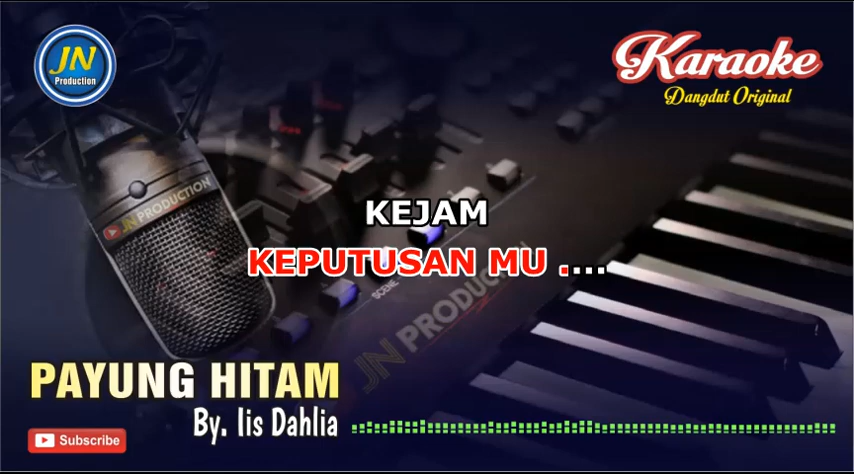 JN
Production
Karaoke
Dangdut Original
JN PRODUCTION
KEJAM
KEPUTUSAN MU ....
SCENE
JN PRODUCTION
PAYUNG HITAM
By. Iis Dahlia
Subscribe